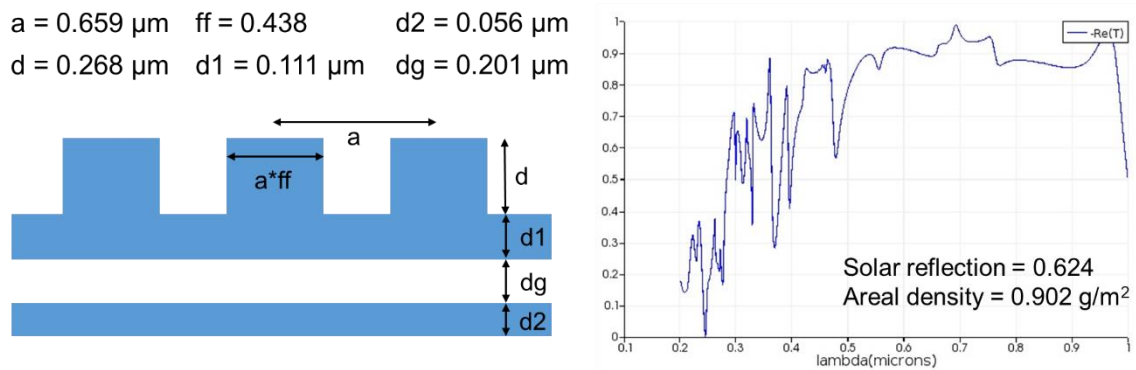 a = 0.659 µm ff = 0.438 d2 = 0.056 µm
d = 0.268 µm d1 = 0.111 µm dg = 0.201 µm
a
a*ff
d
d1
dg
d2
1
0.9
0.8
0.7
0.6
0.5
0.4
0.3
0.2
0.1
0
-Re(T)
Solar reflection = 0.624
Areal density = 0.902 g/m²
0.1 0.2 0.3 0.4 0.5 0.6 0.7 0.8 0.9 1
lambda(microns)